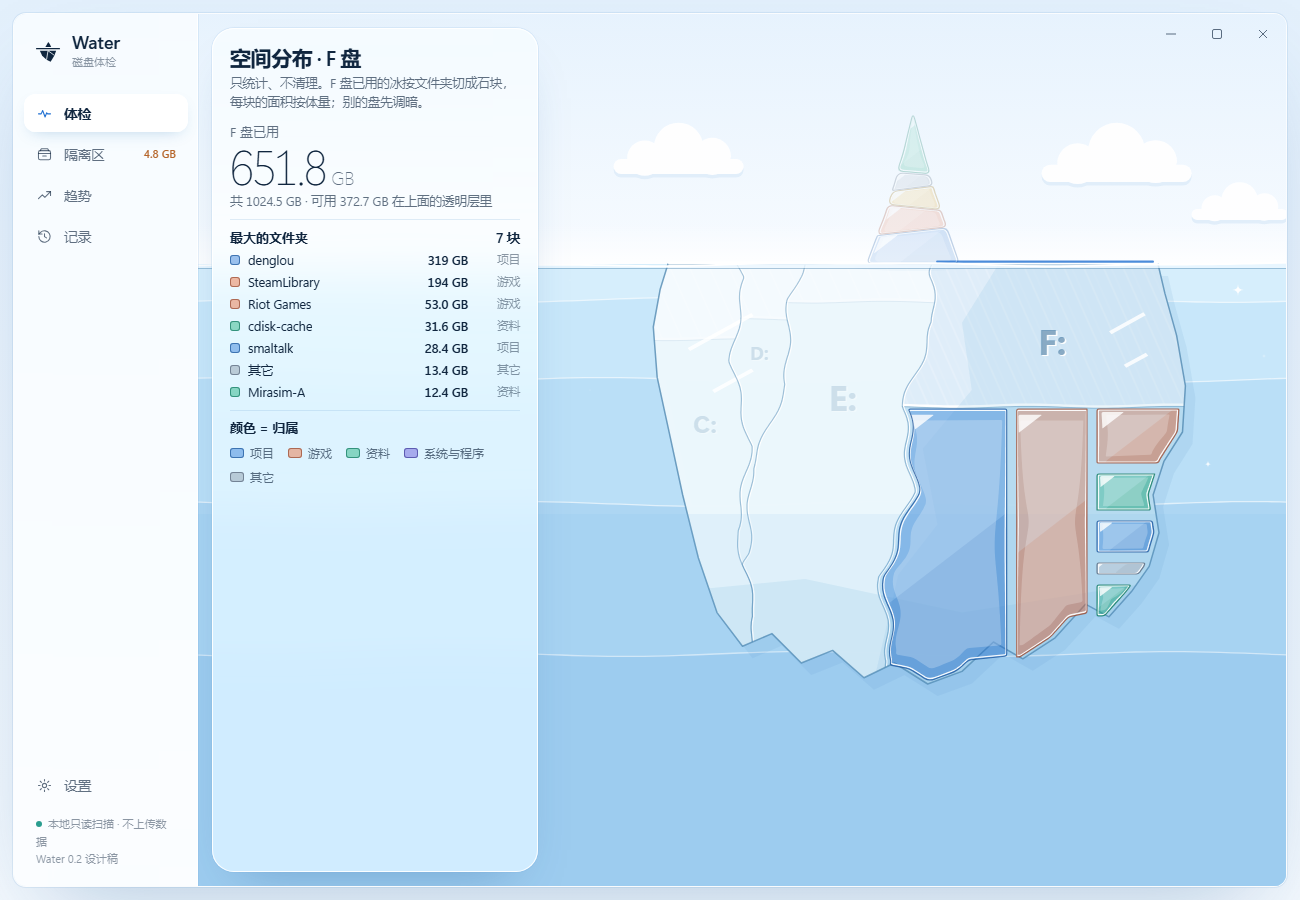 Water
磁盘体检
体检
隔离区 4.8 GB
趋势
记录
设置
本地只读扫描 · 不上传数
据
Water 0.2 设计稿
空间分布 · F 盘
只统计、不清理。F 盘已用的冰按文件夹切成石块，
每块的面积按体量；别的盘先调暗。
F 盘已用
651.8 GB
共 1024.5 GB · 可用 372.7 GB 在上面的透明层里
最大的文件夹 7 块
denglou 319 GB 项目
SteamLibrary 194 GB 游戏
Riot Games 53.0 GB 游戏
cdisk-cache 31.6 GB 资料
smaltalk 28.4 GB 项目
其它 13.4 GB 其它
Mirasim-A 12.4 GB 资料
颜色 = 归属
项目 游戏 资料 系统与程序
其它
F:
D:
E:
C: